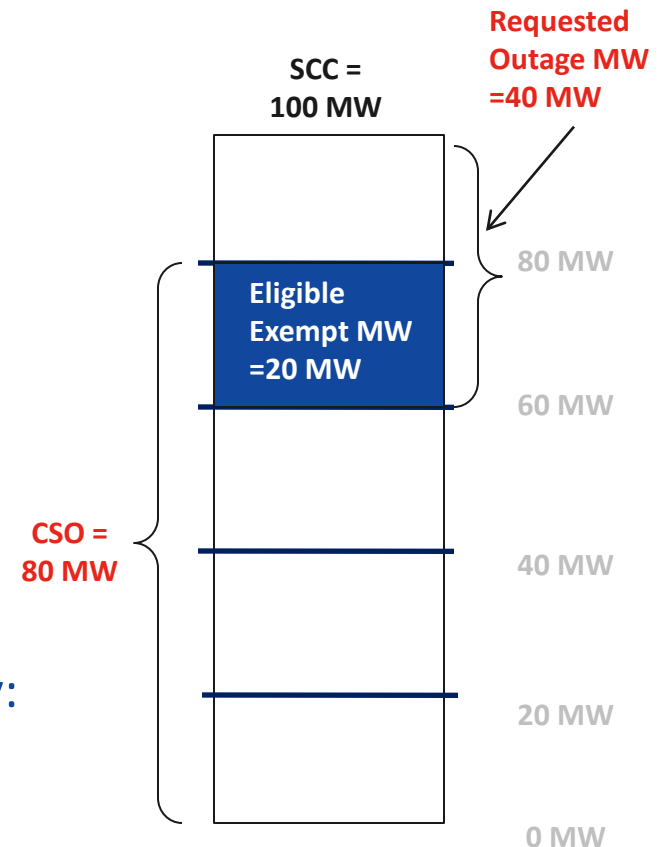 Requested
Outage MW
=40 MW
SCC =
100 MW
80 MW
Eligible
Exempt MW
=20 MW
60 MW
CSO =
80 MW
40 MW
20 MW
0 MW